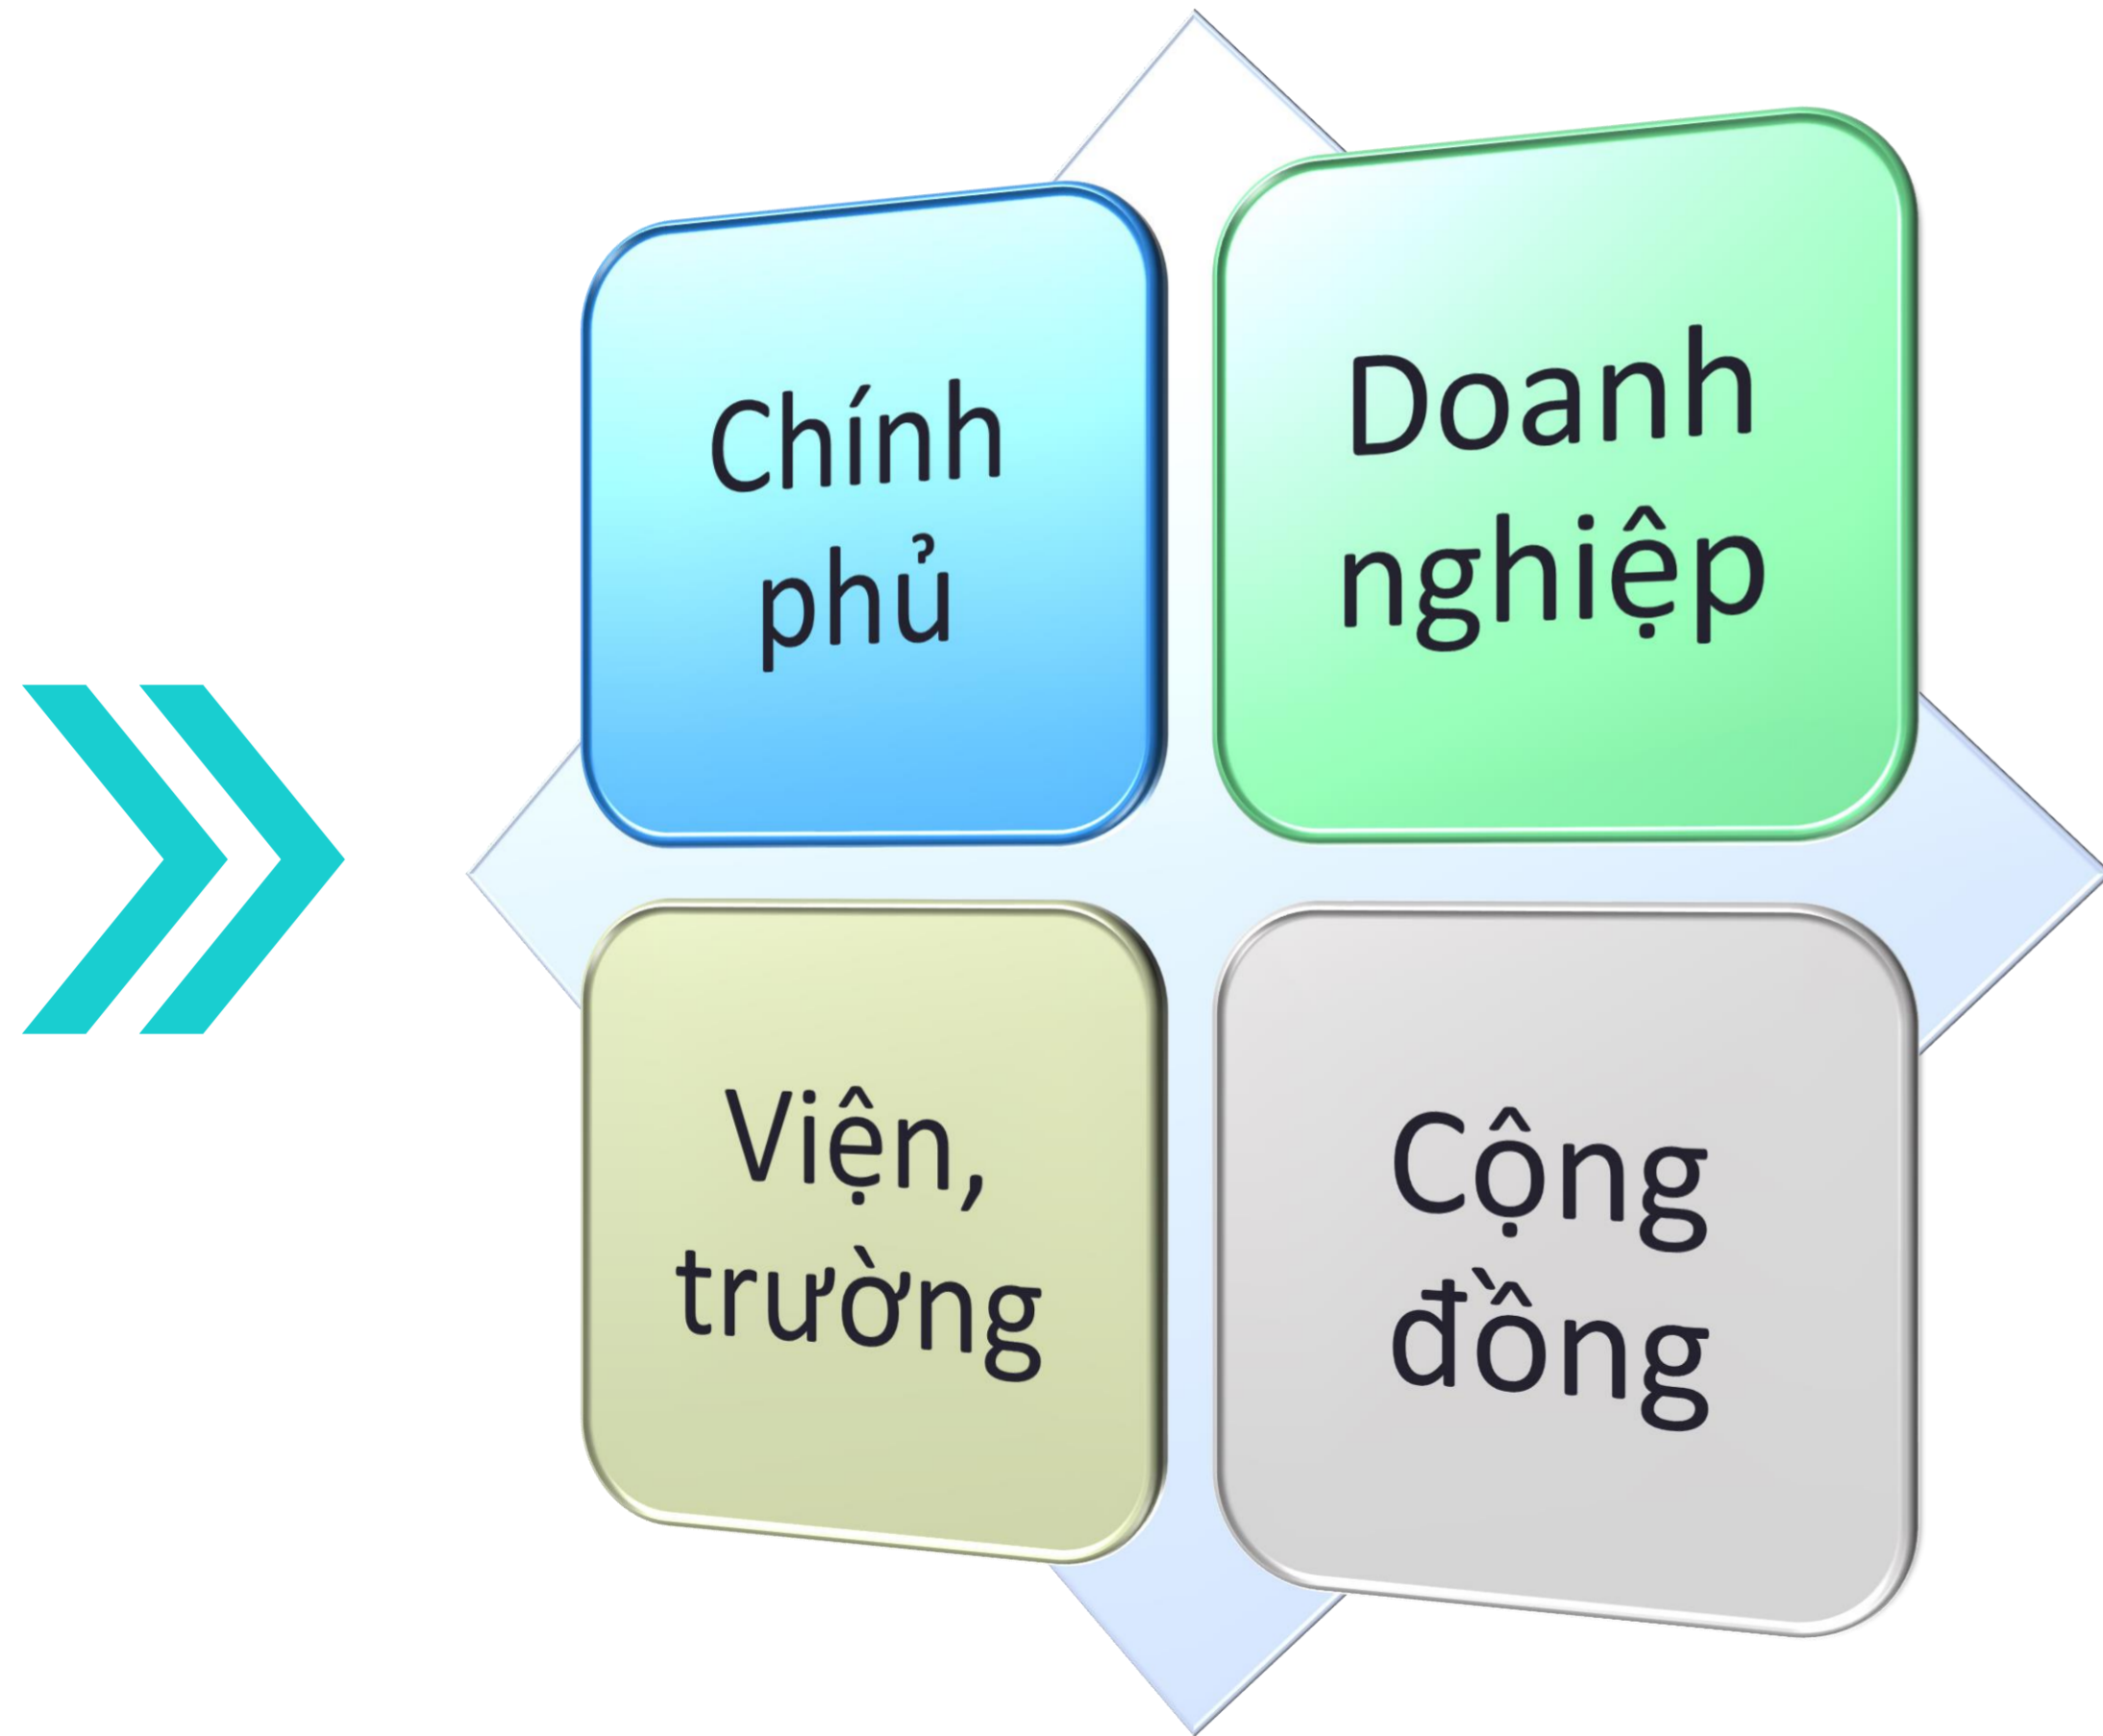 Chính
phủ
Doanh
nghiệp
Viện,
trường
Cộng
đồng